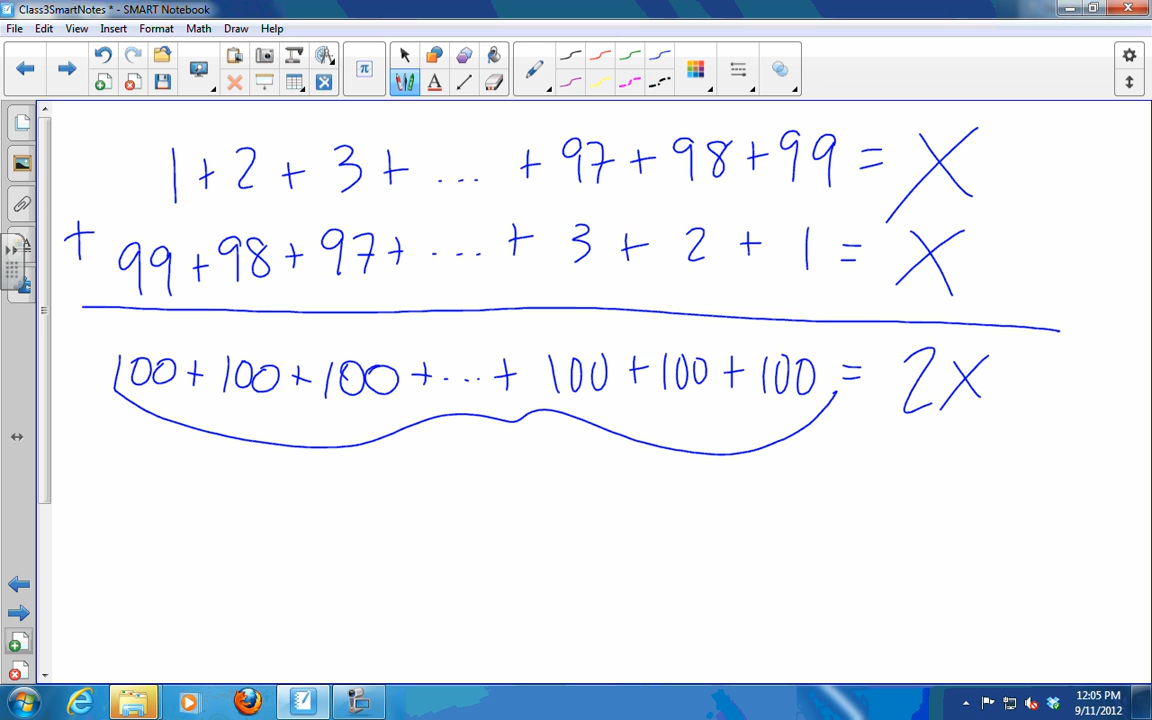 Class3SmartNotes * - SMART Notebook
File Edit View Insert Format Math Draw Help
π A
1 + 2 + 3 + ... + 97 + 98 + 99 = X
+ 99 + 98 + 97 + ... + 3 + 2 + 1 = X
100 + 100 + 100 + ... + 100 + 100 + 100 = 2X
12:05 PM
9/11/2012